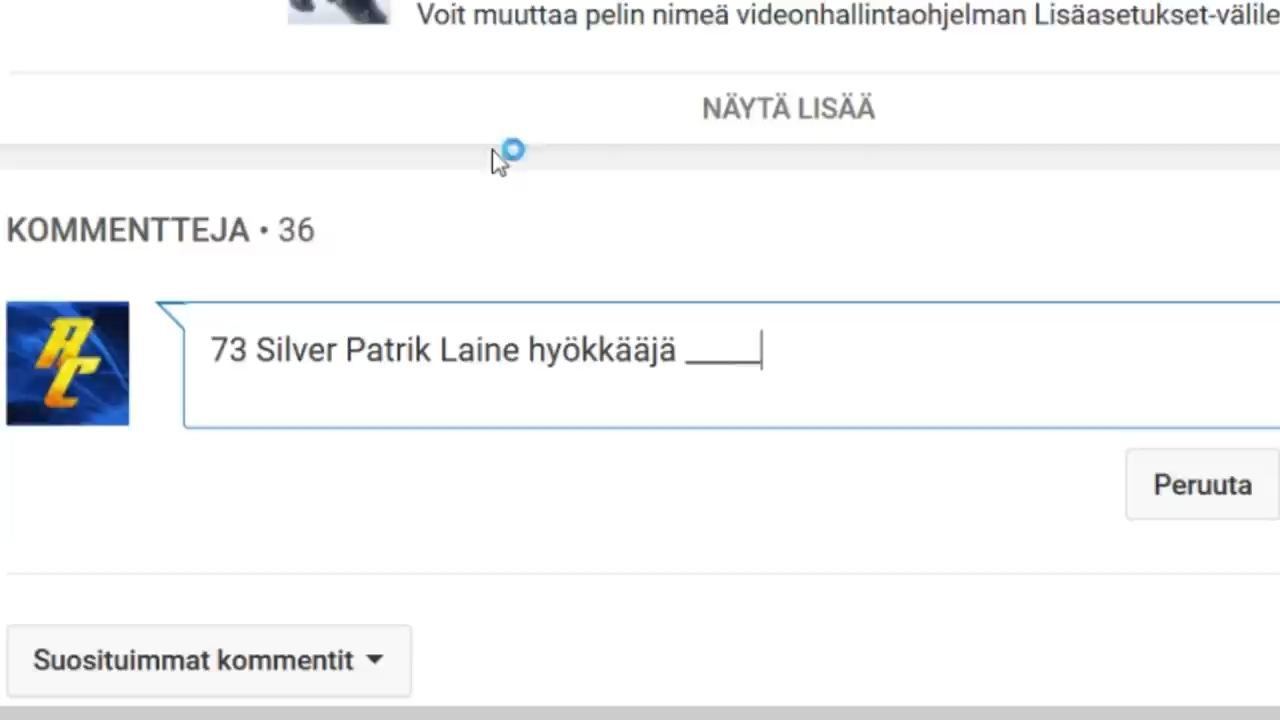 Voit muuttaa pelin nimeä videonhallintaohjelman Lisäasetukset-välile
NÄYTÄ LISÄÄ
KOMMENTTEJA • 36
AC
73 Silver Patrik Laine hyökkääjä _____
Peruuta
Suosituimmat kommentit